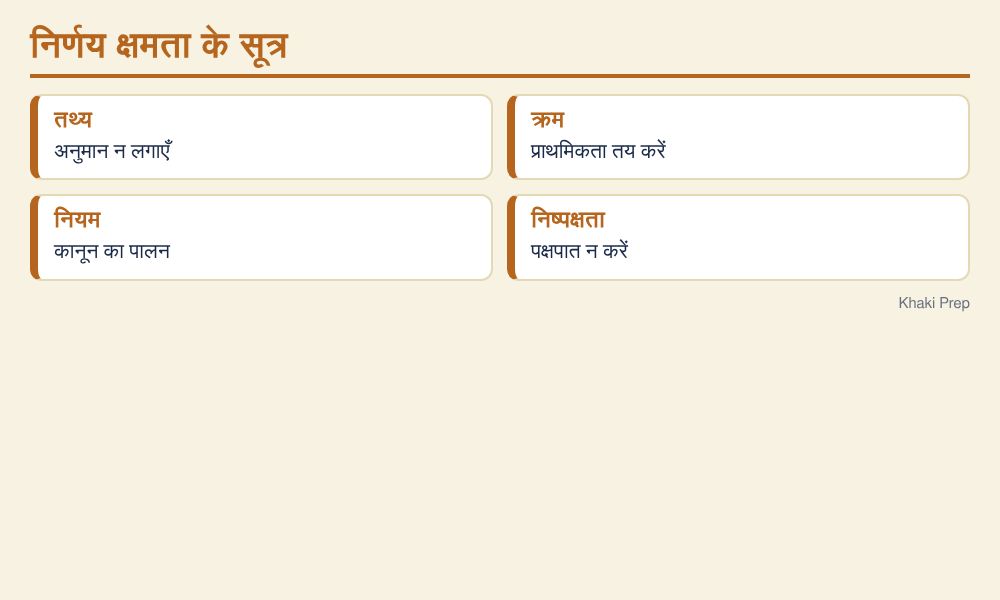 निर्णय क्षमता के सूत्र
तथ्य
अनुमान न लगाएँ
क्रम
प्राथमिकता तय करें
नियम
कानून का पालन
निष्पक्षता
पक्षपात न करें
Khaki Prep